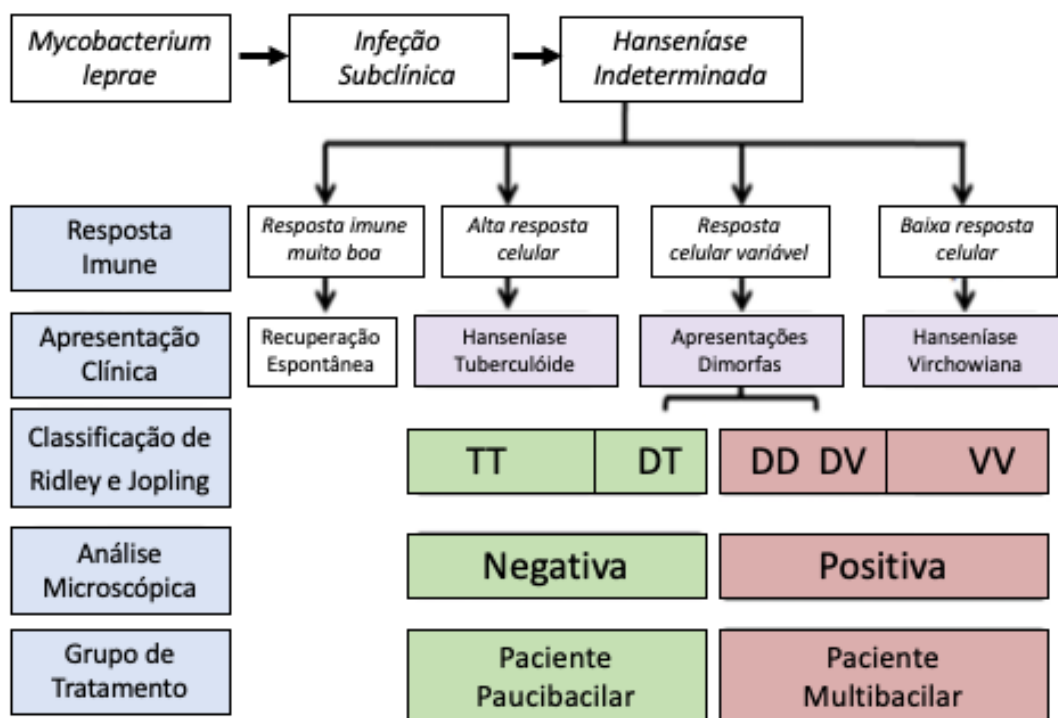 Mycobacterium
leprae
Infeção
Subclínica
Hanseníase
Indeterminada
Resposta
Imune
Resposta imune
muito boa
Alta resposta
celular
Resposta
celular variável
Baixa resposta
celular
Apresentação
Clínica
Recuperação
Espontânea
Hanseníase
Tuberculóide
Apresentações
Dimorfas
Hanseníase
Virchowiana
Classificação de
Ridley e Jopling
TT
DT
DD DV
VV
Análise
Microscópica
Negativa
Positiva
Grupo de
Tratamento
Paciente
Paucibacilar
Paciente
Multibacilar